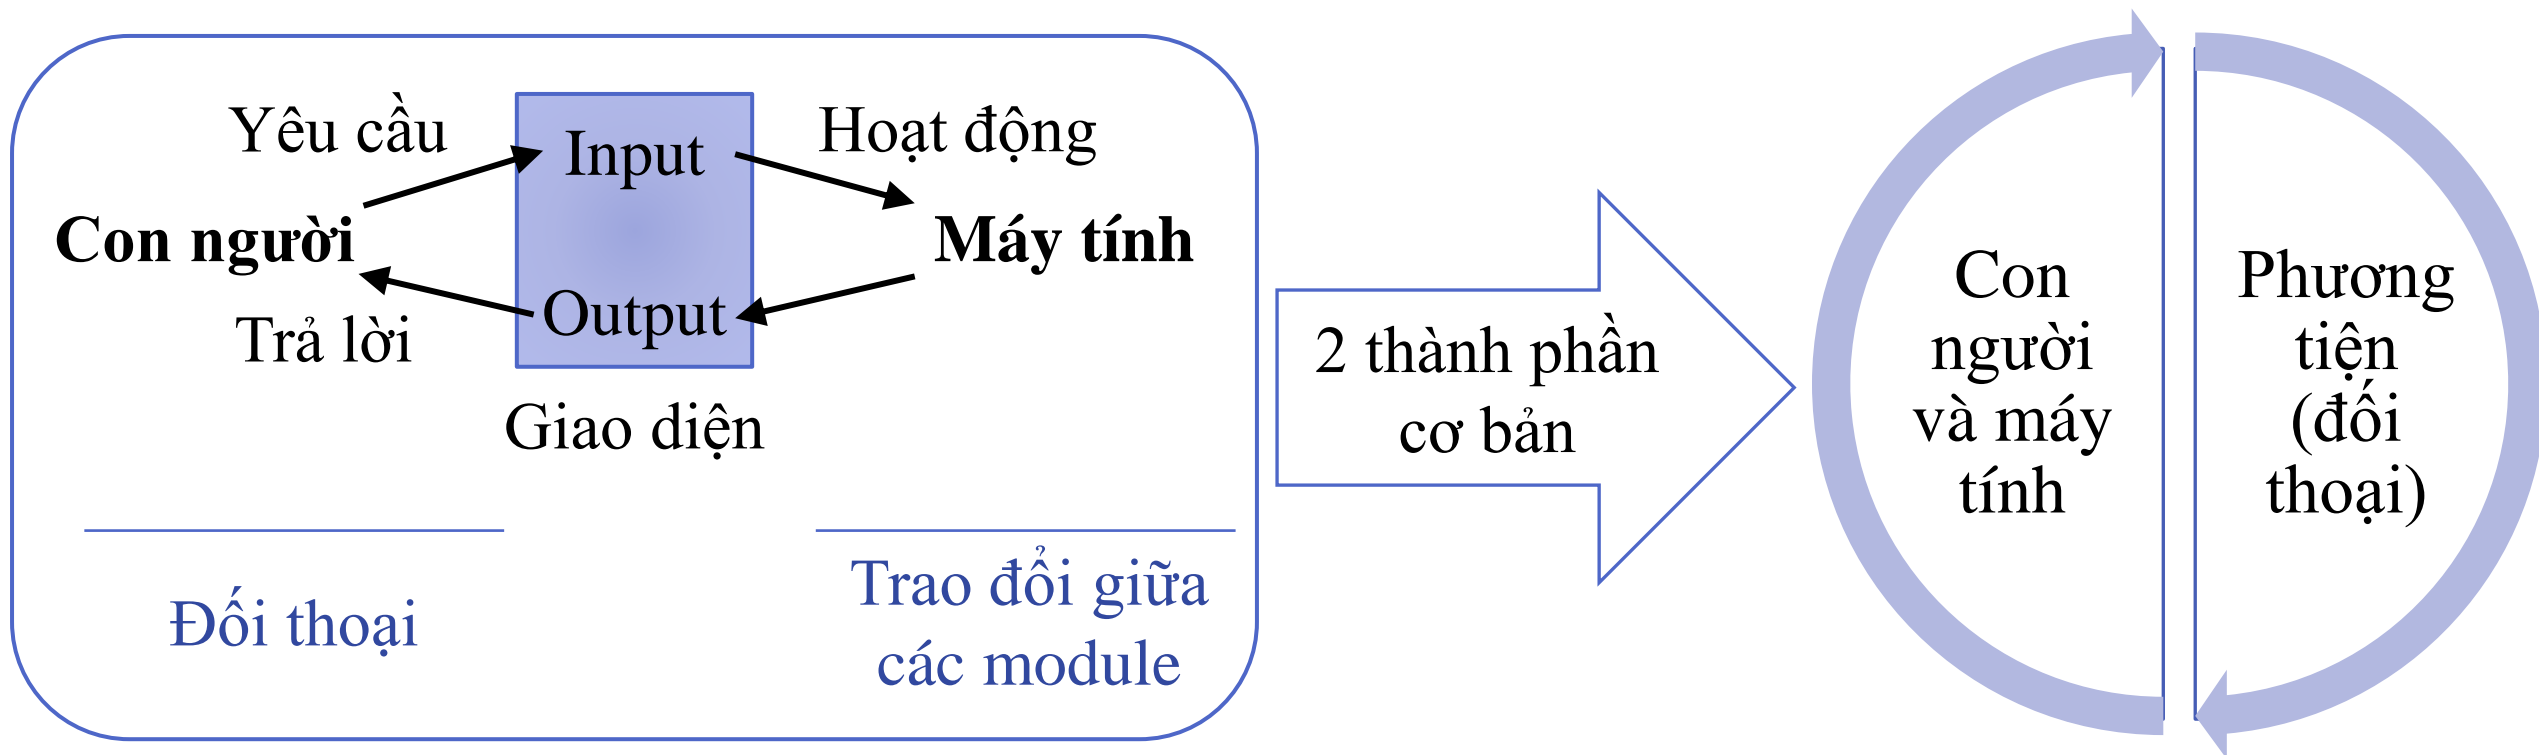 Yêu cầu
Input
Hoạt động
Con người
Máy tính
Output
Trả lời
Giao diện
Đối thoại
Trao đổi giữa
các module
2 thành phần
cơ bản
Con
người
và máy
tính
Phương
tiện
(đối
thoại)